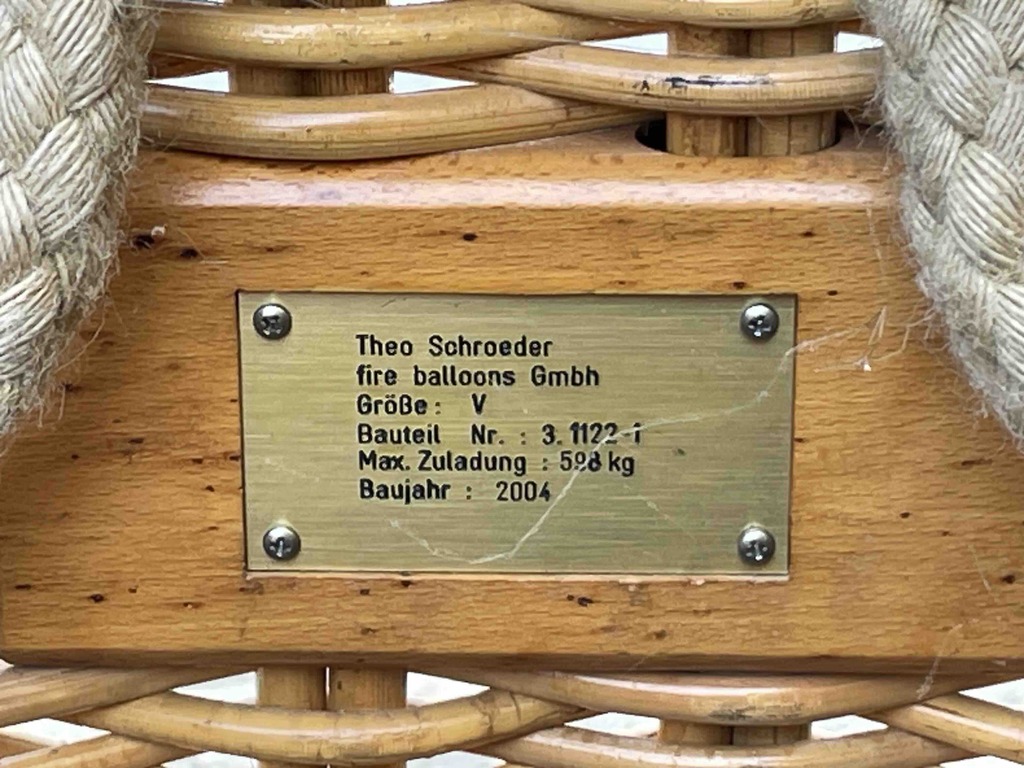 Theo Schroeder
fire balloons Gmbh
Größe: V
Bauteil Nr. : 3.1122-1
Max. Zuladung : 598 kg
Baujahr : 2004